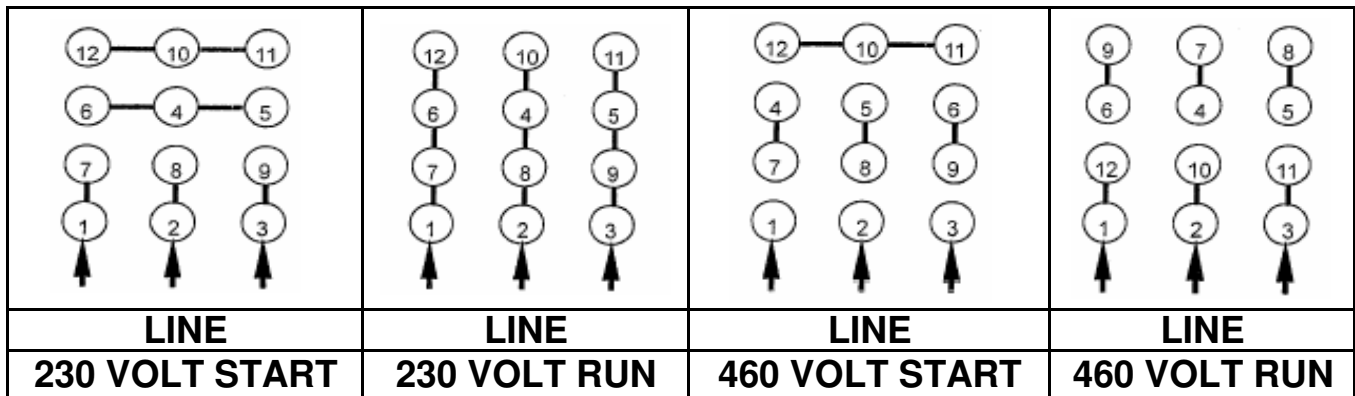 12 10 11
6 4 5
7 8 9
1 2 3
LINE
230 VOLT START
12 10 11
6 4 5
7 8 9
1 2 3
LINE
230 VOLT RUN
12 10 11
4 5 6
7 8 9
1 2 3
LINE
460 VOLT START
9 7 8
6 4 5
12 10 11
1 2 3
LINE
460 VOLT RUN